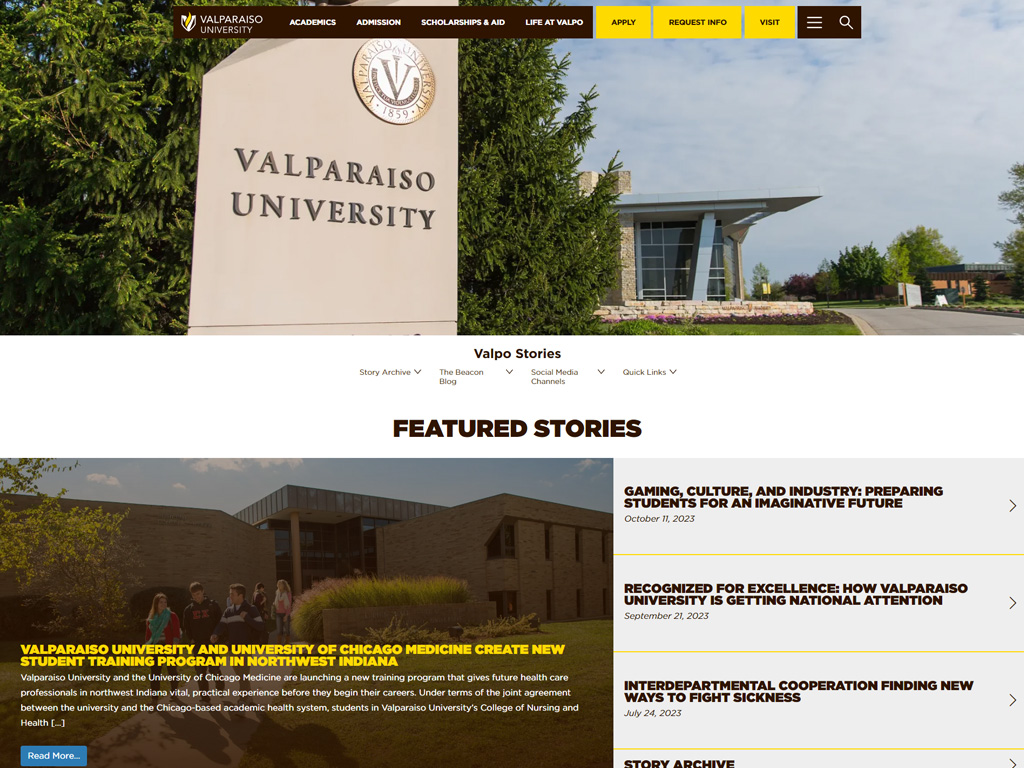 VALPARAISO
UNIVERSITY
ACADEMICS
ADMISSION
SCHOLARSHIPS & AID
LIFE AT VALPO
APPLY
REQUEST INFO
VISIT
VALPARAISO UNIVERSITY
1859
VALPARAISO
UNIVERSITY
Valpo Stories
Story Archive
The Beacon
Blog
Social Media
Channels
Quick Links
FEATURED STORIES
VALPARAISO UNIVERSITY AND UNIVERSITY OF CHICAGO MEDICINE CREATE NEW
STUDENT TRAINING PROGRAM IN NORTHWEST INDIANA
Valparaiso University and the University of Chicago Medicine are launching a new training program that gives future health care
professionals in northwest Indiana vital, practical experience before they begin their careers. Under terms of the joint agreement
between the university and the Chicago-based academic health system, students in Valparaiso University's College of Nursing and
Health [...]
Read More...
GAMING, CULTURE, AND INDUSTRY: PREPARING
STUDENTS FOR AN IMAGINATIVE FUTURE
October 11, 2023
RECOGNIZED FOR EXCELLENCE: HOW VALPARAISO
UNIVERSITY IS GETTING NATIONAL ATTENTION
September 21, 2023
INTERDEPARTMENTAL COOPERATION FINDING NEW
WAYS TO FIGHT SICKNESS
July 24, 2023
STORY ARCHIVE